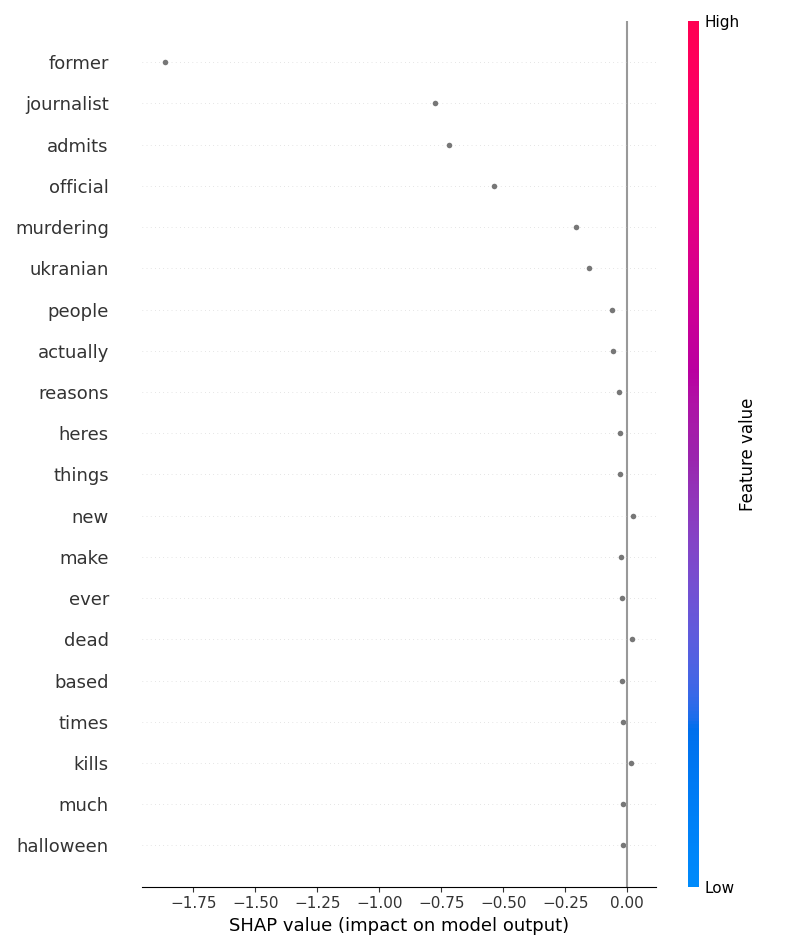 High
former
journalist
admits
official
murdering
ukranian
people
actually
reasons
heres
things
new
make
ever
dead
based
times
kills
much
halloween
Feature value
Low
−1.75 −1.50 −1.25 −1.00 −0.75 −0.50 −0.25 0.00
SHAP value (impact on model output)